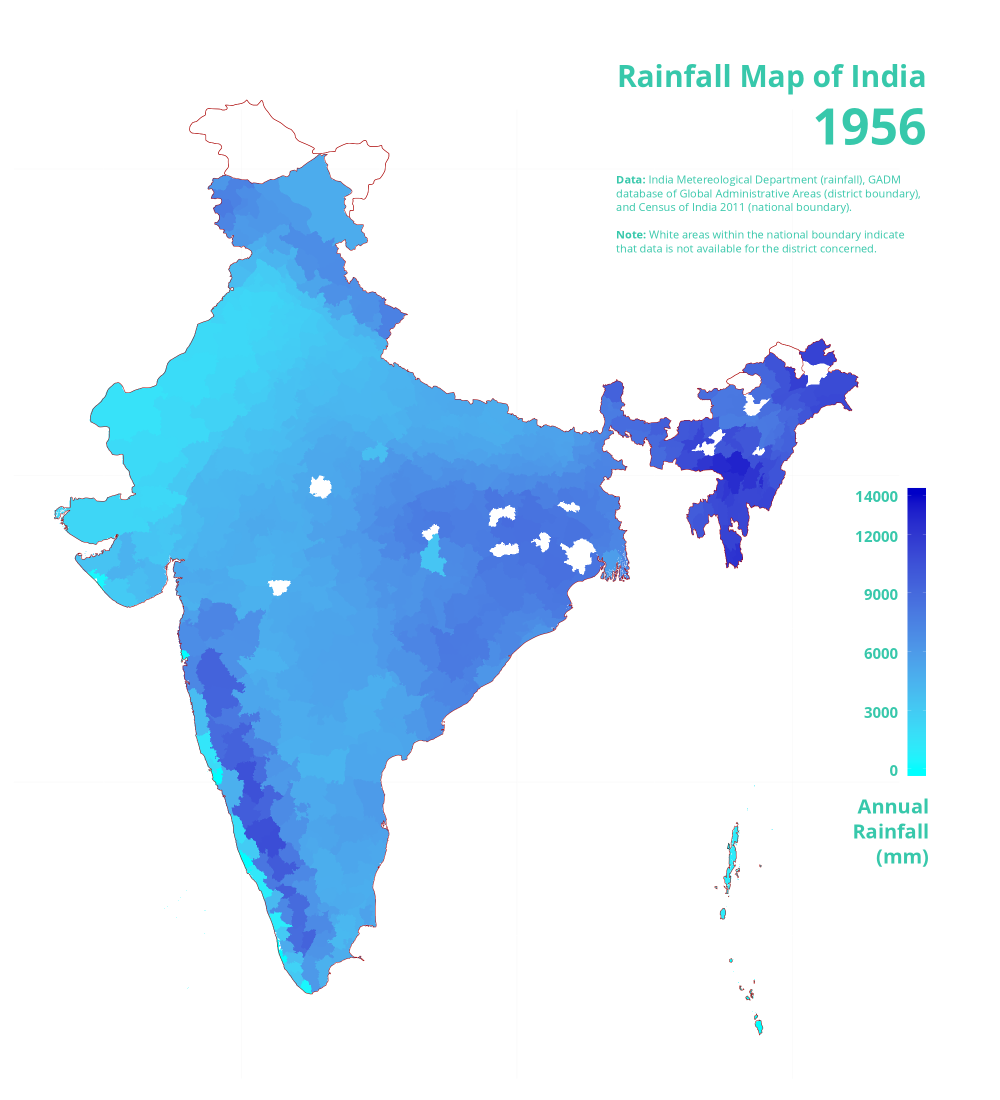 Rainfall Map of India
1956
Data: India Metereological Department (rainfall), GADM
database of Global Administrative Areas (district boundary),
and Census of India 2011 (national boundary).
Note: White areas within the national boundary indicate
that data is not available for the district concerned.
14000
12000
9000
6000
3000
0
Annual
Rainfall
(mm)